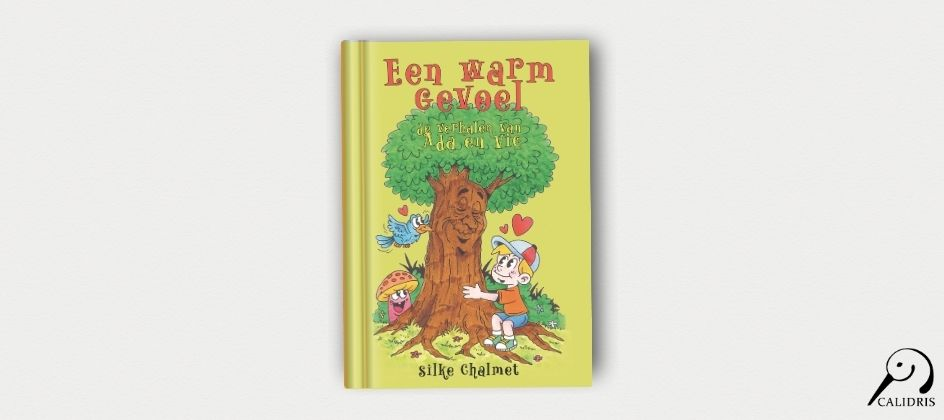 Een warm
gevoel
de verhalen van
Ada en Vic
Silke Chalmet
CALIDRIS